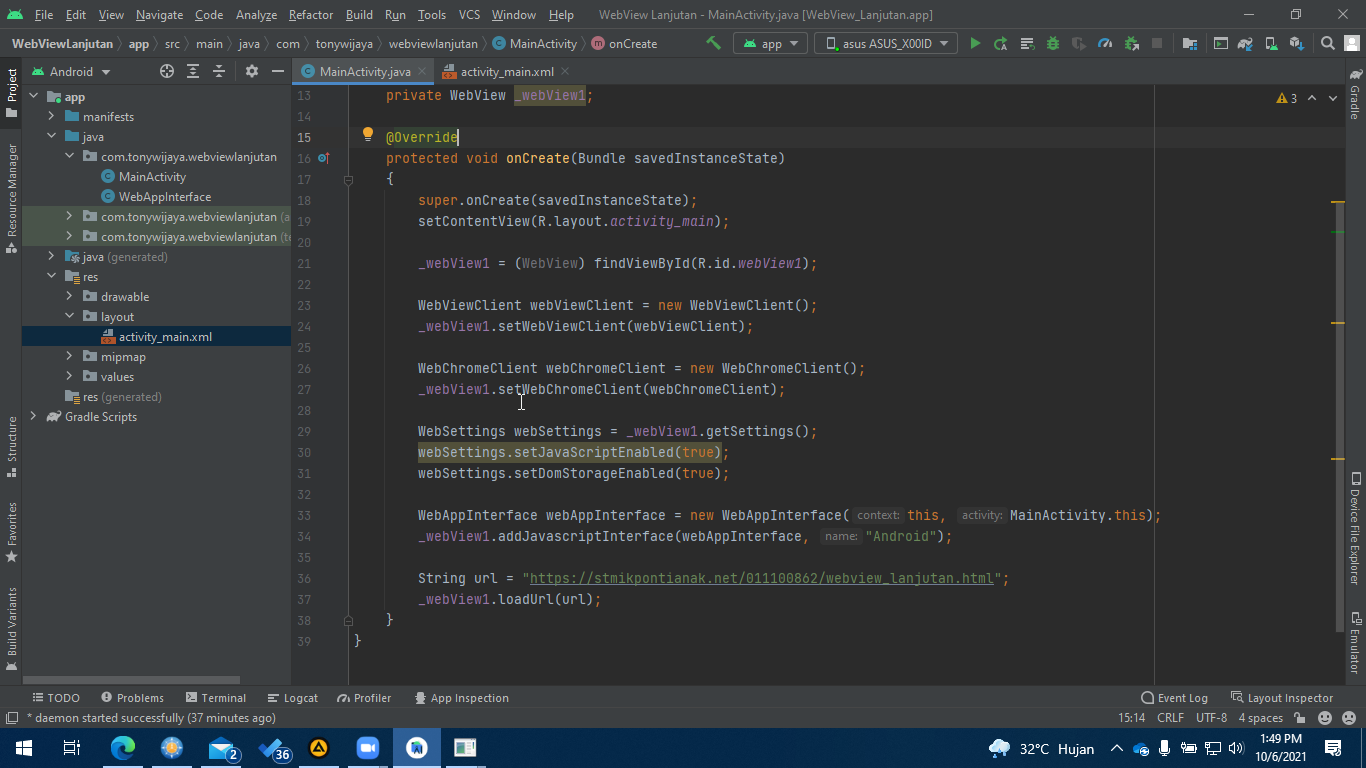 File Edit View Navigate Code Analyze Refactor Build Run Tools VCS Window Help WebView Lanjutan - MainActivity.java [WebView_Lanjutan.app]
WebViewLanjutan app src main java com tonywijaya webviewlanjutan MainActivity onCreate app asus ASUS_X00ID
Project
Resource Manager
Structure
Favorites
Build Variants
Android
app
manifests
java
com.tonywijaya.webviewlanjutan
MainActivity
WebAppInterface
com.tonywijaya.webviewlanjutan (a
com.tonywijaya.webviewlanjutan (te
java (generated)
res
drawable
layout
activity_main.xml
mipmap
values
res (generated)
Gradle Scripts
MainActivity.java activity_main.xml
3
13 private WebView _webView1;
14
15 @Override
16 protected void onCreate(Bundle savedInstanceState)
17 {
18 super.onCreate(savedInstanceState);
19 setContentView(R.layout.activity_main);
20
21 _webView1 = (WebView) findViewById(R.id.webView1);
22
23 WebViewClient webViewClient = new WebViewClient();
24 _webView1.setWebViewClient(webViewClient);
25
26 WebChromeClient webChromeClient = new WebChromeClient();
27 _webView1.setWebChromeClient(webChromeClient);
28
29 WebSettings webSettings = _webView1.getSettings();
30 webSettings.setJavaScriptEnabled(true);
31 webSettings.setDomStorageEnabled(true);
32
33 WebAppInterface webAppInterface = new WebAppInterface( context: this, activity: MainActivity.this);
34 _webView1.addJavascriptInterface(webAppInterface, name: "Android");
35
36 String url = "https://stmikpontianak.net/011100862/webview_lanjutan.html";
37 _webView1.loadUrl(url);
38 }
39 }
Gradle
Device File Explorer
Emulator
TODO Problems Terminal Logcat Profiler App Inspection Event Log Layout Inspector
* daemon started successfully (37 minutes ago) 15:14 CRLF UTF-8 4 spaces
2 36 32°C Hujan 1:49 PM
10/6/2021
6